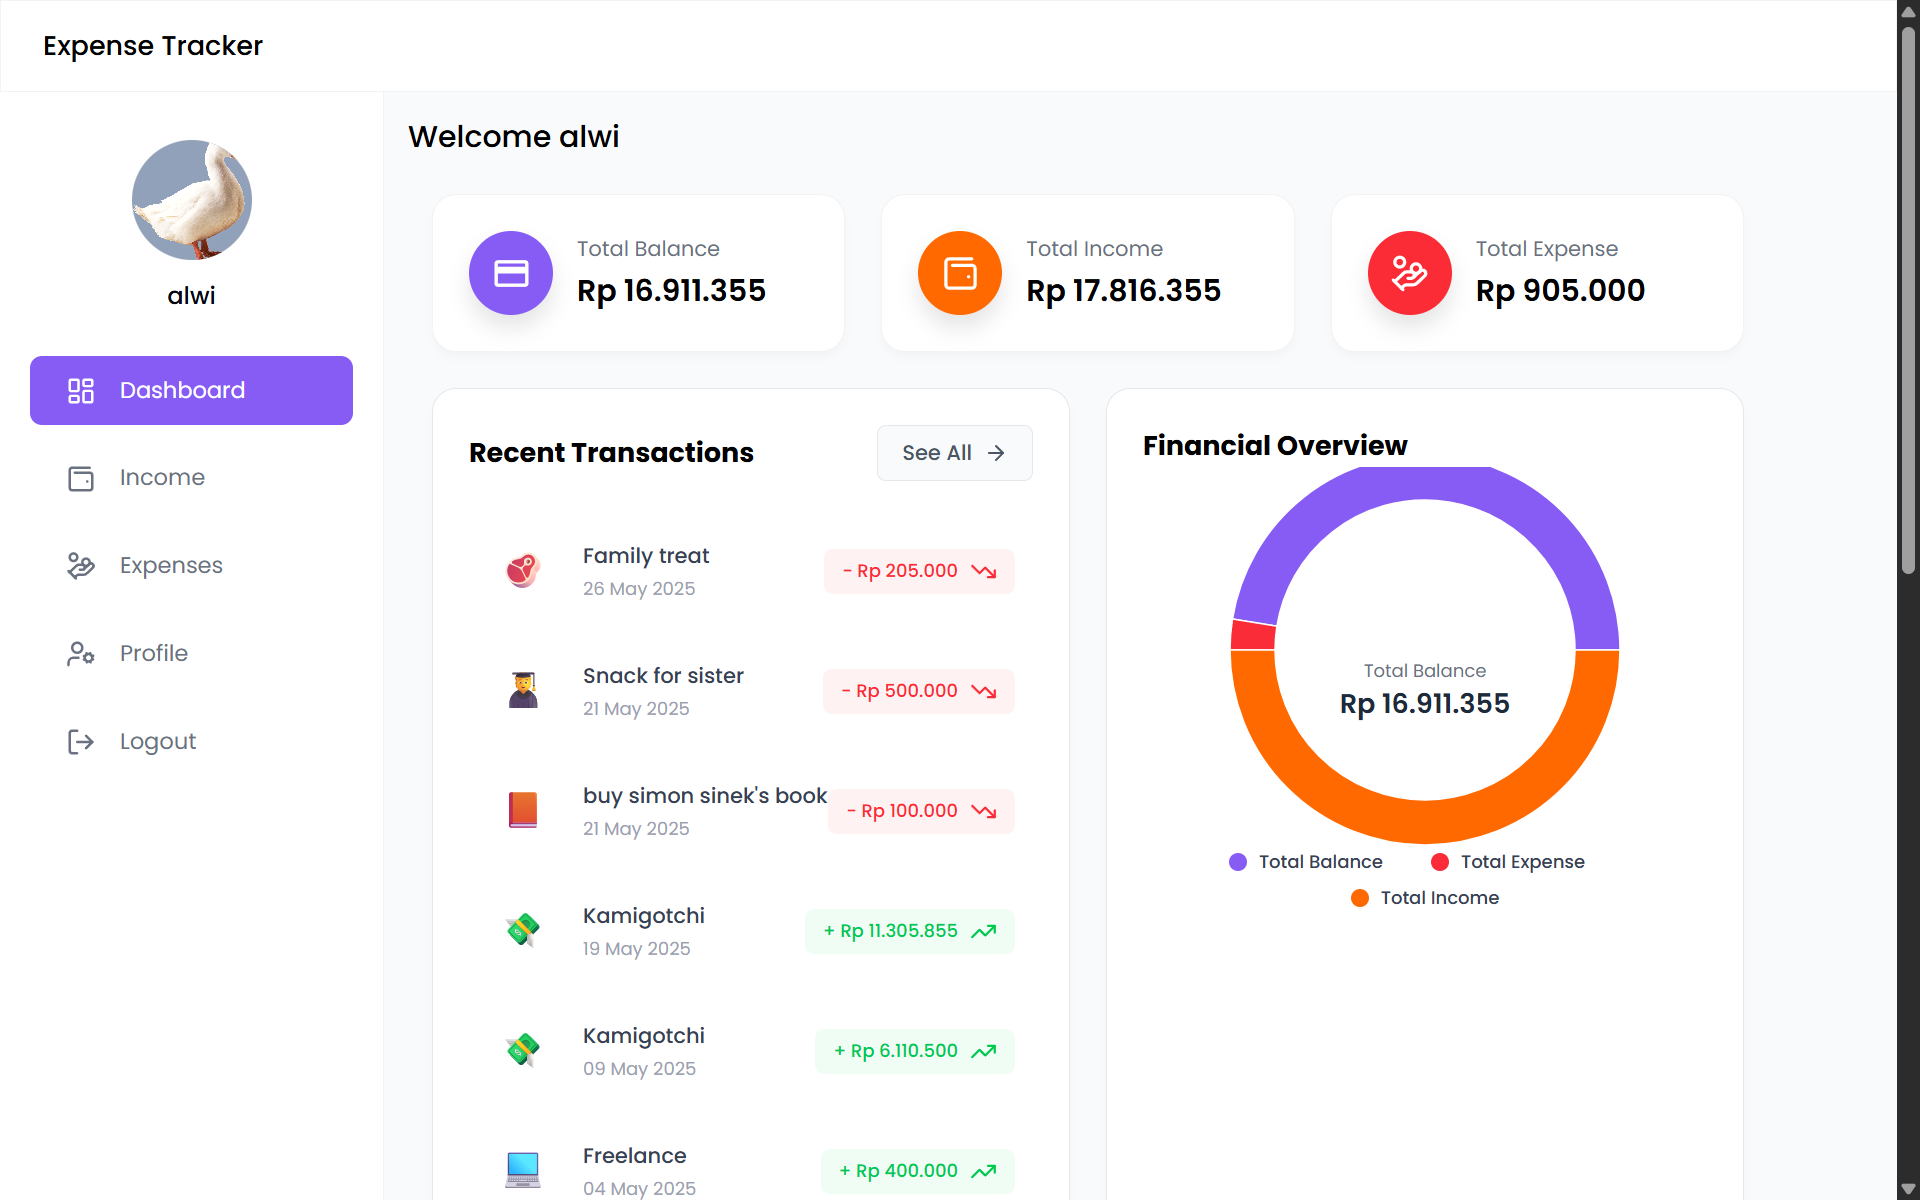 Expense Tracker
alwi
Dashboard
Income
Expenses
Profile
Logout
Welcome alwi
Total Balance
Rp 16.911.355
Total Income
Rp 17.816.355
Total Expense
Rp 905.000
Recent Transactions
See All
Family treat
26 May 2025
- Rp 205.000
Snack for sister
21 May 2025
- Rp 500.000
buy simon sinek's book
21 May 2025
- Rp 100.000
Kamigotchi
19 May 2025
+ Rp 11.305.855
Kamigotchi
09 May 2025
+ Rp 6.110.500
Freelance
04 May 2025
+ Rp 400.000
Financial Overview
Total Balance
Rp 16.911.355
Total Balance
Total Expense
Total Income